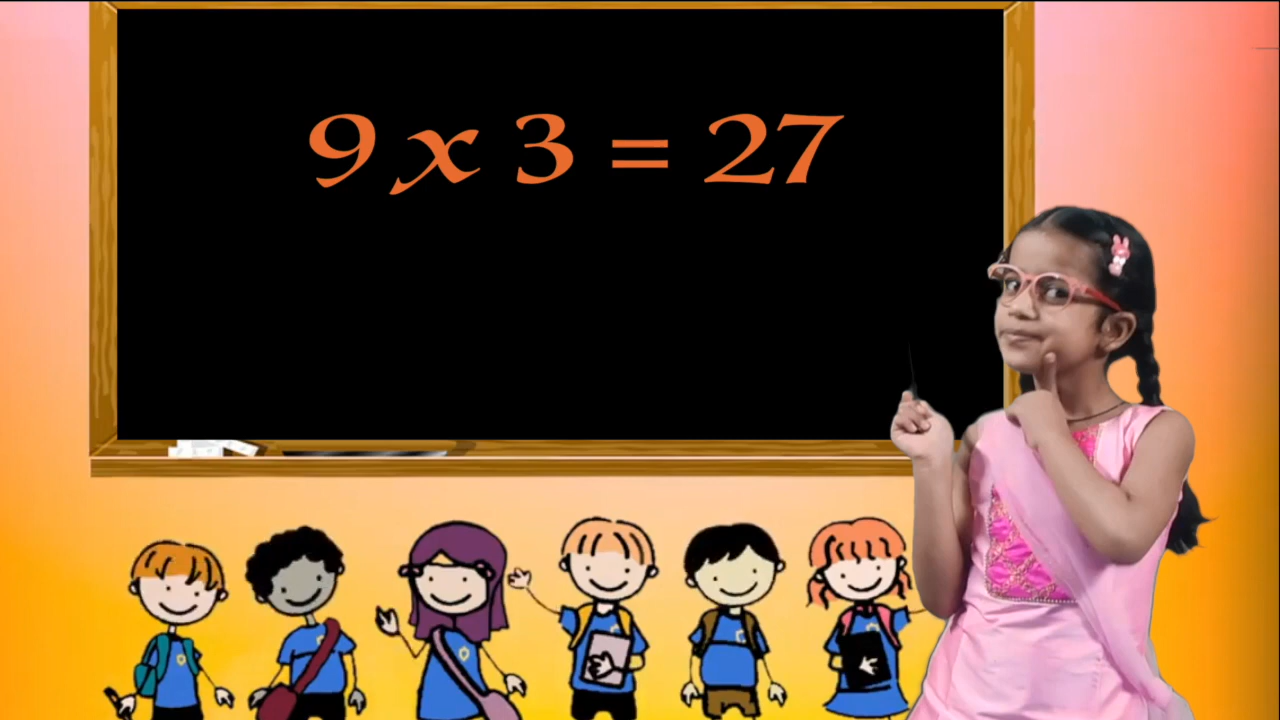 9 x 3 = 27